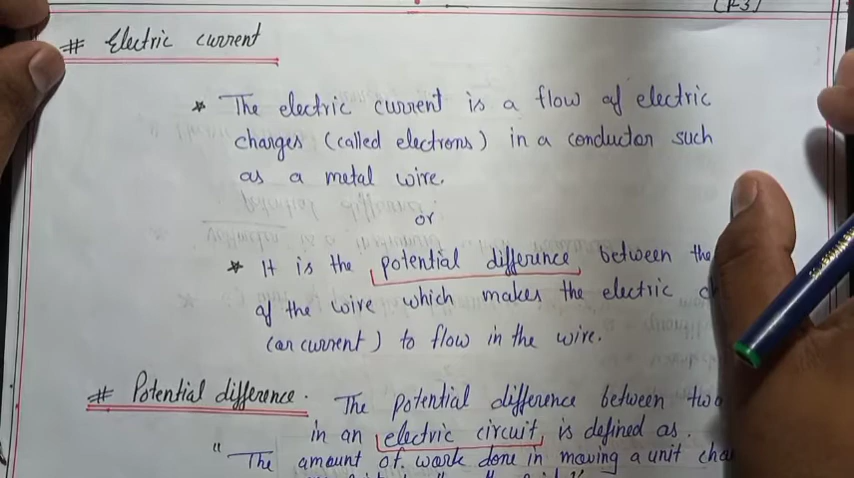 (P-3)
# Electric current
* The electric current is a flow of electric
charges (called electrons) in a conductor such
as a metal wire.
or
* It is the potential difference between the
of the wire which makes the electric
(or current) to flow in the wire.
# Potential difference. The potential difference between two
in an electric circuit is defined as.
" The amount of work done in moving a unit